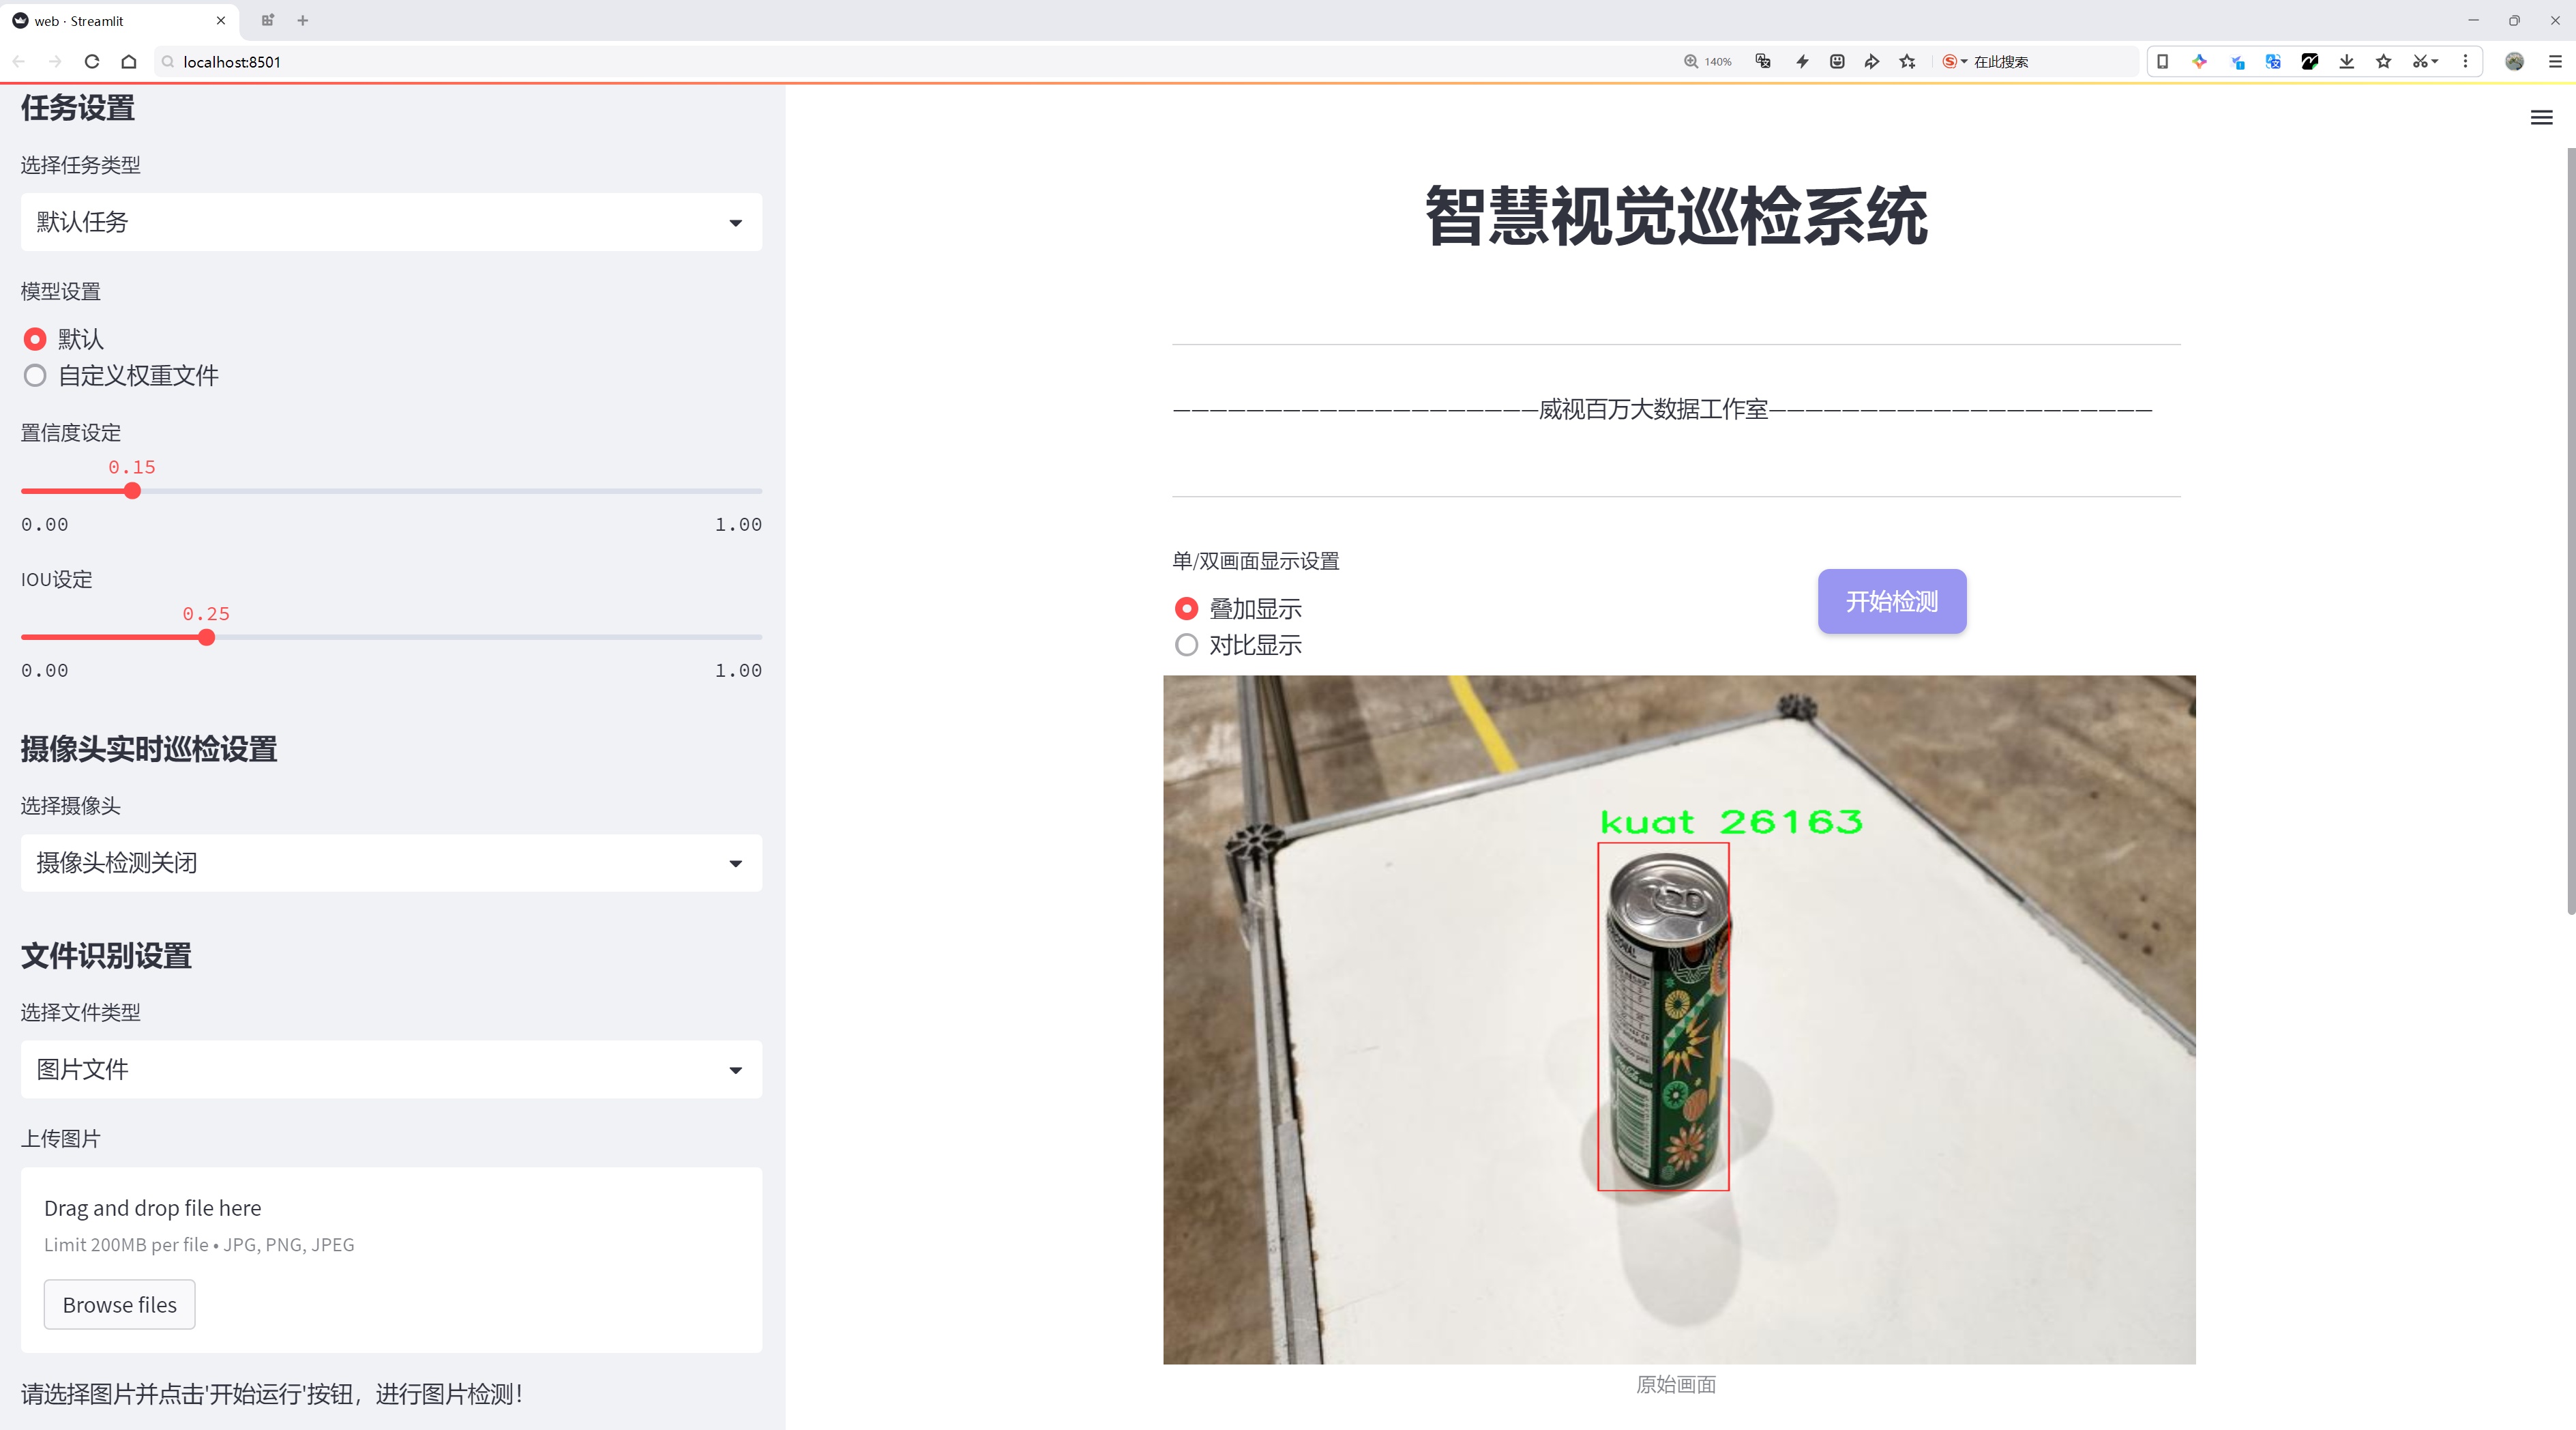 web · Streamlit
localhost:8501
140%
在此搜索
任务设置
选择任务类型
默认任务
模型设置
默认
自定义权重文件
置信度设定
0.15
0.00
1.00
IOU设定
0.25
0.00
1.00
摄像头实时巡检设置
选择摄像头
摄像头检测关闭
文件识别设置
选择文件类型
图片文件
上传图片
Drag and drop file here
Limit 200MB per file • JPG, PNG, JPEG
Browse files
请选择图片并点击'开始运行'按钮，进行图片检测！
智慧视觉巡检系统
————————————————————威视百万大数据工作室—————————————————————
单/双画面显示设置
叠加显示
对比显示
开始检测
kuat 26163
原始画面